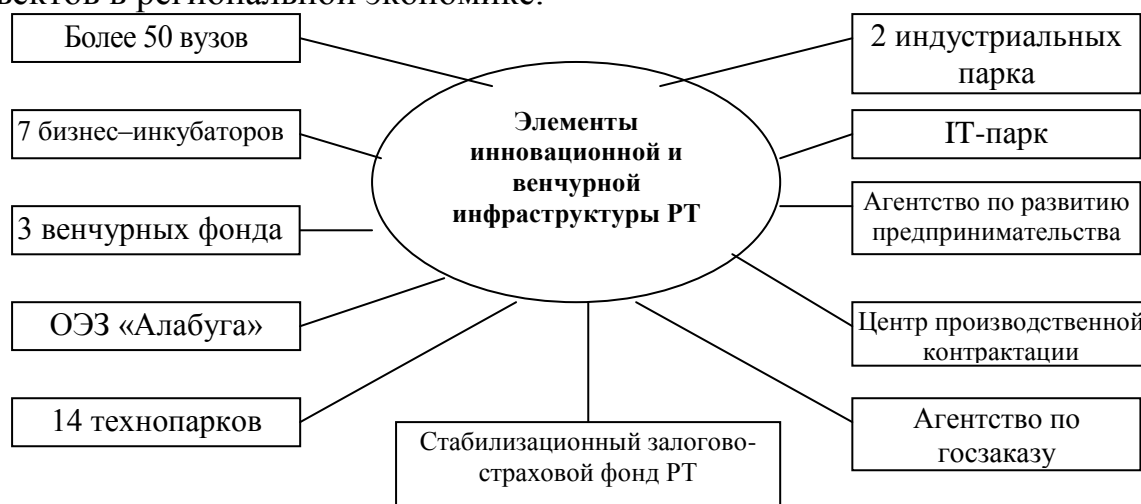 в региональной экономике.
Более 50 вузов
7 бизнес–инкубаторов
3 венчурных фонда
ОЭЗ «Алабуга»
14 технопарков
Элементы
инновационной и
венчурной
инфраструктуры РТ
Стабилизационный залогово-
страховой фонд РТ
2 индустриальных
парка
IT-парк
Агентство по развитию
предпринимательства
Центр производственной
контрактации
Агентство по
госзаказу